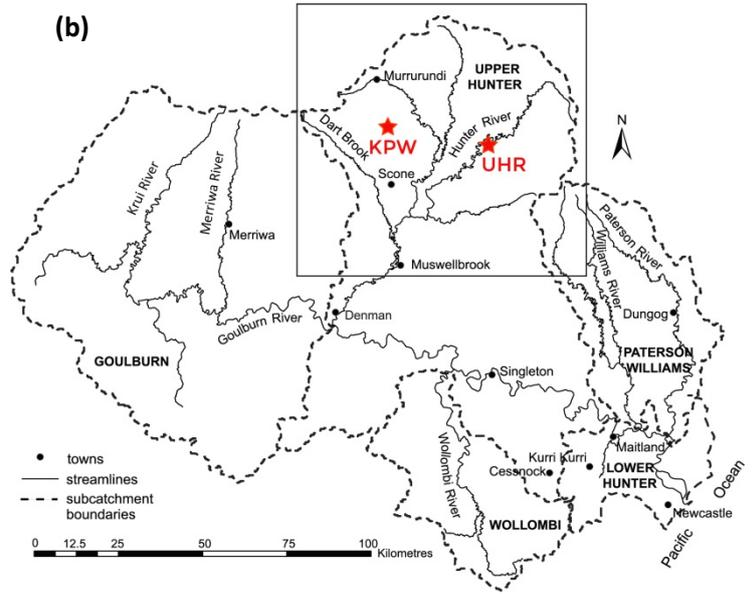 (b)
Murrurundi
UPPER
HUNTER
N
Dart Brook
KPW
Hunter River
UHR
Scone
Krui River
Merriwa River
Merriwa
Muswellbrook
Paterson River
Williams River
Dungog
Goulburn River
Denman
GOULBURN
PATERSON
WILLIAMS
Singleton
Wollombi River
Maitland
Kurri Kurri
Cessnock
LOWER
HUNTER
Newcastle
WOLLOMBI
Pacific Ocean
towns
streamlines
subcatchment
boundaries
0 12.5 25 50 75 100
Kilometres